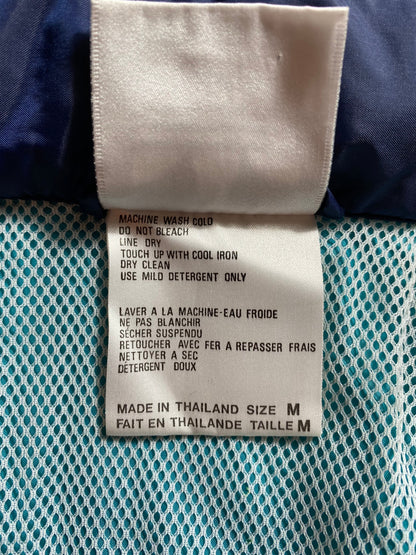 MACHINE WASH COLD
DO NOT BLEACH
LINE DRY
TOUCH UP WITH COOL IRON
DRY CLEAN
USE MILD DETERGENT ONLY
LAVER A LA MACHINE-EAU FROIDE
NE PAS BLANCHIR
SÉCHER SUSPENDU
RETOUCHER AVEC FER A REPASSER FRAIS
NETTOYER A SEC
DÉTERGENT DOUX
MADE IN THAILAND SIZE M
FAIT EN THAILANDE TAILLE M